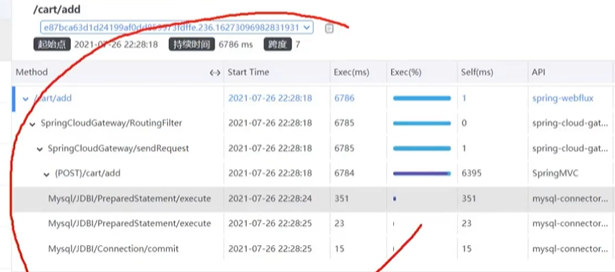 /cart/add
起始点 2021-07-26 22:28:18 持续时间 6786 ms 跨度 7
Method Start Time Exec(ms) Exec(%) Self(ms) API
/cart/add 2021-07-26 22:28:18 6786 1 spring-webflux
SpringCloudGateway/RoutingFilter 2021-07-26 22:28:18 6785 0 spring-cloud-gat...
SpringCloudGateway/sendRequest 2021-07-26 22:28:18 6785 1 spring-cloud-gat...
(POST)/cart/add 2021-07-26 22:28:18 6784 6395 SpringMVC
Mysql/JDBI/PreparedStatement/execute 2021-07-26 22:28:24 351 351 mysql-connector...
Mysql/JDBI/PreparedStatement/execute 2021-07-26 22:28:25 23 23 mysql-connector...
Mysql/JDBI/Connection/commit 2021-07-26 22:28:25 15 15 mysql-connector...